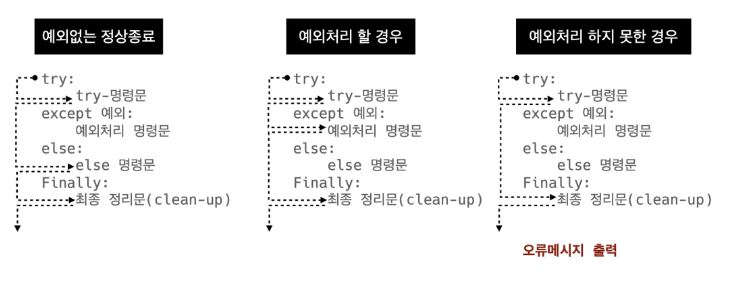 예외없는 정상종료
try:
try-명령문
except 예외:
예외처리 명령문
else:
else 명령문
Finally:
최종 정리문(clean-up)
예외처리 할 경우
try:
try-명령문
except 예외:
예외처리 명령문
else:
else 명령문
Finally:
최종 정리문(clean-up)
예외처리 하지 못한 경우
try:
try-명령문
except 예외:
예외처리 명령문
else:
else 명령문
Finally:
최종 정리문(clean-up)
오류메시지 출력